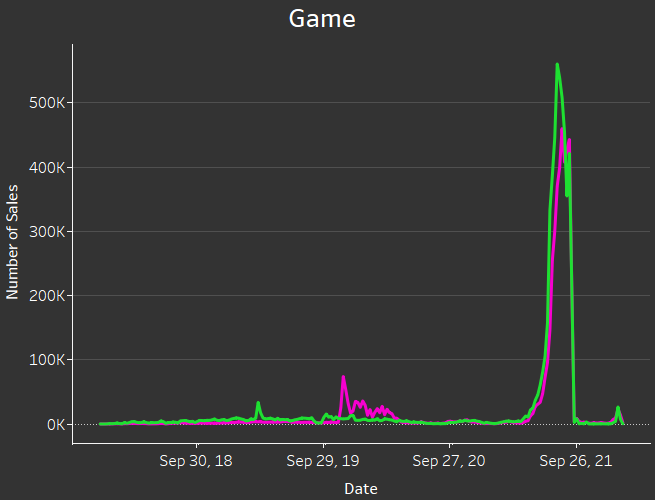 Game
Number of Sales
500K
400K
300K
200K
100K
0K
Sep 30, 18
Sep 29, 19
Sep 27, 20
Sep 26, 21
Date